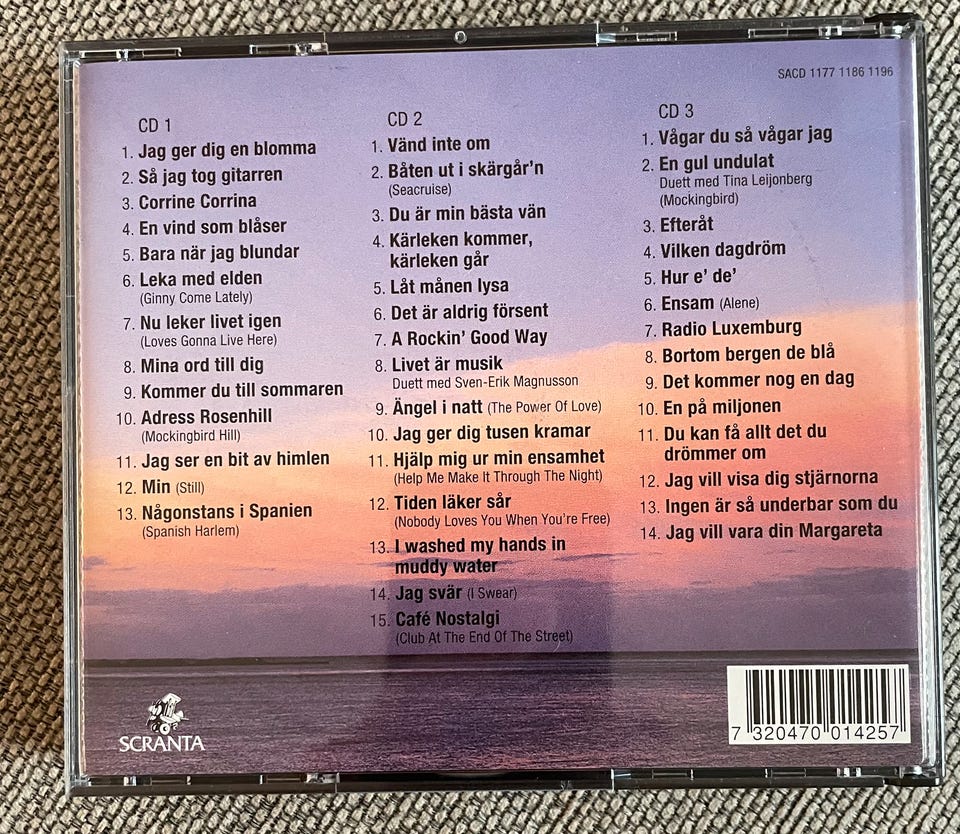 SACD 1177 1186 1196
CD 1
1. Jag ger dig en blomma
2. Så jag tog gitarren
3. Corrine Corrina
4. En vind som blåser
5. Bara när jag blundar
6. Leka med elden
(Ginny Come Lately)
7. Nu leker livet igen
(Loves Gonna Live Here)
8. Mina ord till dig
9. Kommer du till sommaren
10. Adress Rosenhill
(Mockingbird Hill)
11. Jag ser en bit av himlen
12. Min (Still)
13. Någonstans i Spanien
(Spanish Harlem)
CD 2
1. Vänd inte om
2. Båten ut i skärgår’n
(Seacruise)
3. Du är min bästa vän
4. Kärleken kommer,
kärleken går
5. Låt månen lysa
6. Det är aldrig försent
7. A Rockin’ Good Way
8. Livet är musik
Duett med Sven-Erik Magnusson
9. Ängel i natt (The Power Of Love)
10. Jag ger dig tusen kramar
11. Hjälp mig ur min ensamhet
(Help Me Make It Through The Night)
12. Tiden läker sår
(Nobody Loves You When You’re Free)
13. I washed my hands in
muddy water
14. Jag svär (I Swear)
15. Café Nostalgi
(Club At The End Of The Street)
CD 3
1. Vågar du så vågar jag
2. En gul undulat
Duett med Tina Leijonberg
(Mockingbird)
3. Efteråt
4. Vilken dagdröm
5. Hur e’ de’
6. Ensam (Alene)
7. Radio Luxemburg
8. Bortom bergen de blå
9. Det kommer nog en dag
10. En på miljonen
11. Du kan få allt det du
drömmer om
12. Jag vill visa dig stjärnorna
13. Ingen är så underbar som du
14. Jag vill vara din Margareta
SCRANTA
7 320470 014257